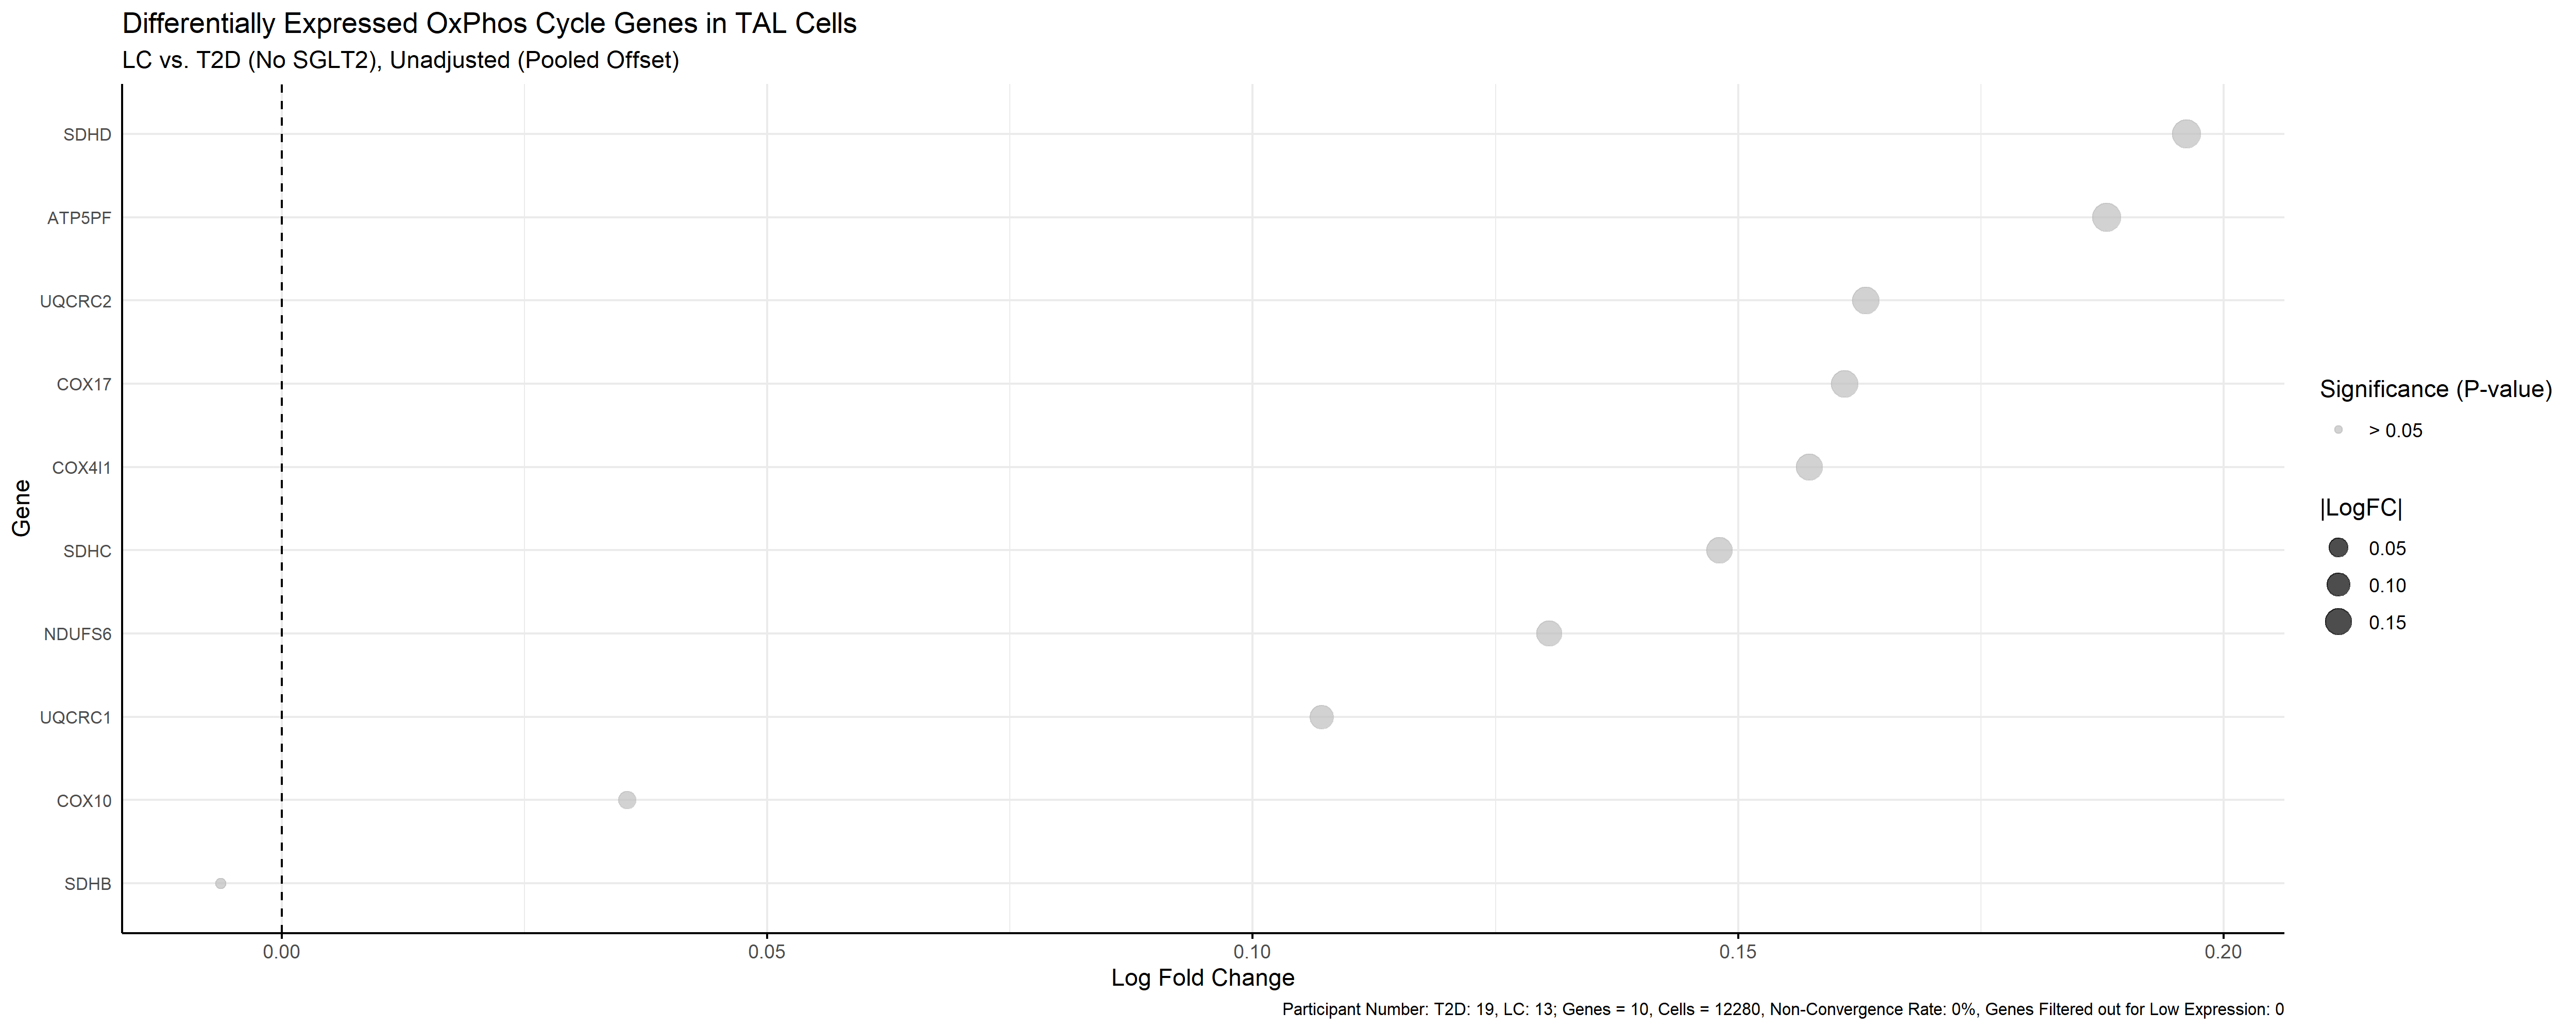 Differentially Expressed OxPhos Cycle Genes in TAL Cells
LC vs. T2D (No SGLT2), Unadjusted (Pooled Offset)
Gene
SDHD
ATP5PF
UQCRC2
COX17
COX4I1
SDHC
NDUFS6
UQCRC1
COX10
SDHB
0.00
0.05
0.10
0.15
0.20
Log Fold Change
Significance (P-value)
> 0.05
|LogFC|
0.05
0.10
0.15
Participant Number: T2D: 19, LC: 13; Genes = 10, Cells = 12280, Non-Convergence Rate: 0%, Genes Filtered out for Low Expression: 0